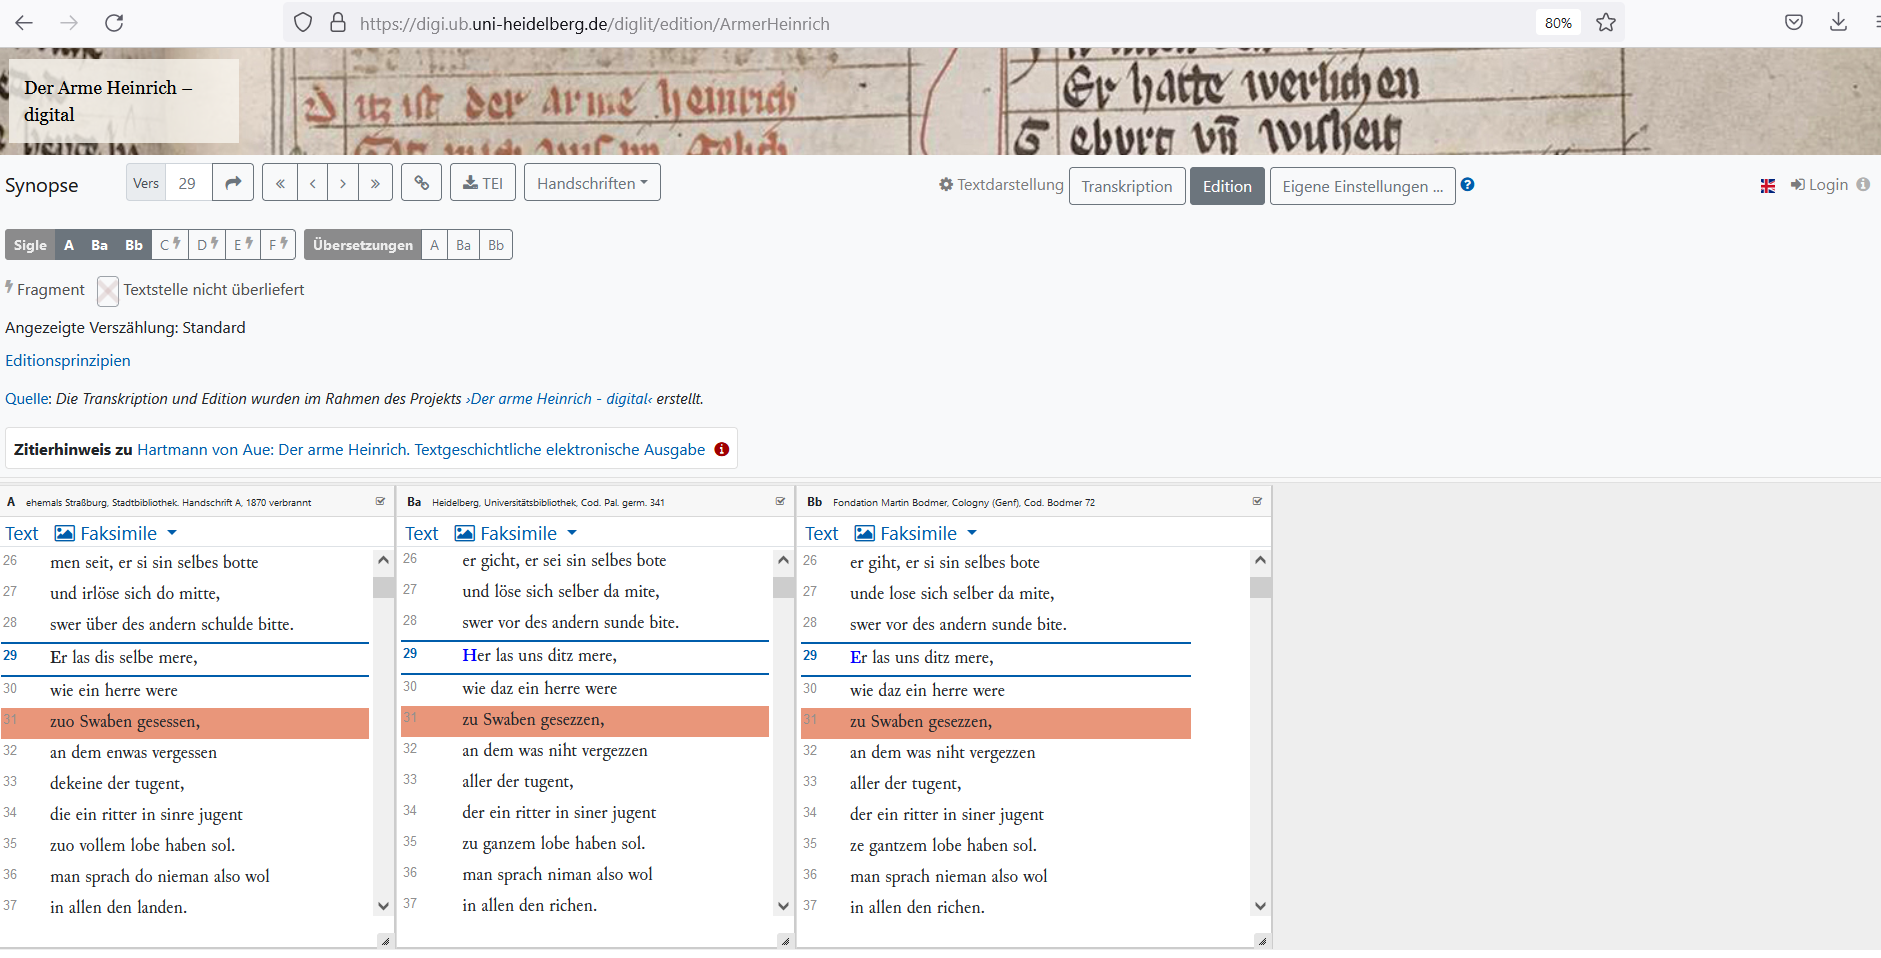 https://digi.ub.uni-heidelberg.de/diglit/edition/ArmerHeinrich
80%
Der Arme Heinrich –
digital
itz ist der arme heinrich
Er hatte werlichen
Geburt vñ wisheit
Synopse
Vers 29 « ‹ › » TEI Handschriften
Textdarstellung Transkription Edition Eigene Einstellungen ...
Login
Sigle A Ba Bb C D E F Übersetzungen A Ba Bb
Fragment Textstelle nicht überliefert
Angezeigte Verszählung: Standard
Editionsprinzipien
Quelle: Die Transkription und Edition wurden im Rahmen des Projekts ›Der arme Heinrich - digital‹ erstellt.
Zitierhinweis zu Hartmann von Aue: Der arme Heinrich. Textgeschichtliche elektronische Ausgabe
A ehemals Straßburg, Stadtbibliothek. Handschrift A, 1870 verbrannt
Text Faksimile
26 men seit, er si sin selbes botte
27 und irlöse sich do mitte,
28 swer über des andern schulde bitte.
29 Er las dis selbe mere,
30 wie ein herre were
31 zuo Swaben gesessen,
32 an dem enwas vergessen
33 dekeine der tugent,
34 die ein ritter in sinre jugent
35 zuo vollem lobe haben sol.
36 man sprach do nieman also wol
37 in allen den landen.
Ba Heidelberg, Universitätsbibliothek, Cod. Pal. germ. 341
Text Faksimile
26 er gicht, er sei sin selbes bote
27 und löse sich selber da mite,
28 swer vor des andern sunde bite.
29 Her las uns ditz mere,
30 wie daz ein herre were
31 zu Swaben gesezzen,
32 an dem was niht vergezzen
33 aller der tugent,
34 der ein ritter in siner jugent
35 zu ganzem lobe haben sol.
36 man sprach niman also wol
37 in allen den richen.
Bb Fondation Martin Bodmer, Cologny (Genf), Cod. Bodmer 72
Text Faksimile
26 er giht, er si sin selbes bote
27 unde lose sich selber da mite,
28 swer vor des andern sunde bite.
29 Er las uns ditz mere,
30 wie daz ein herre were
31 zu Swaben gesezzen,
32 an dem was niht vergezzen
33 aller der tugent,
34 der ein ritter in siner jugent
35 ze gantzem lobe haben sol.
36 man sprach nieman also wol
37 in allen den richen.